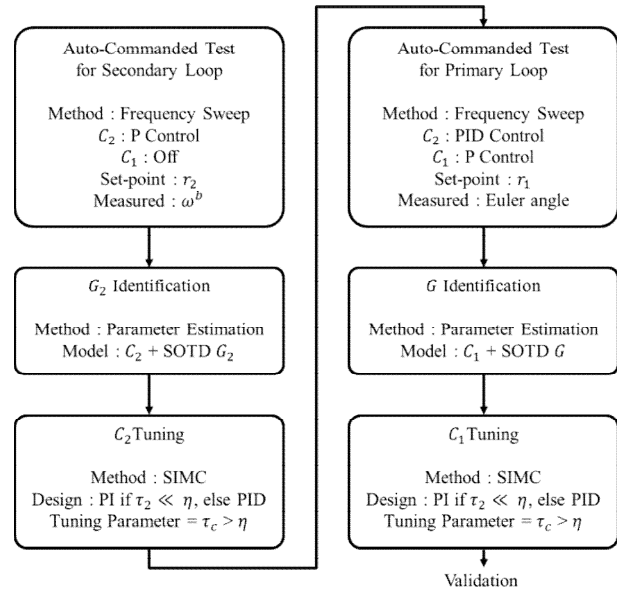 Auto-Commanded Test
for Secondary Loop
Method : Frequency Sweep
C₂ : P Control
C₁ : Off
Set-point : r₂
Measured : ωᵇ
G₂ Identification
Method : Parameter Estimation
Model : C₂ + SOTD G₂
C₂Tuning
Method : SIMC
Design : PI if τ₂ ≪ η, else PID
Tuning Parameter = τ_c > η
Auto-Commanded Test
for Primary Loop
Method : Frequency Sweep
C₂ : PID Control
C₁ : P Control
Set-point : r₁
Measured : Euler angle
G Identification
Method : Parameter Estimation
Model : C₁ + SOTD G
C₁ Tuning
Method : SIMC
Design : PI if τ₂ ≪ η, else PID
Tuning Parameter = τ_c > η
Validation